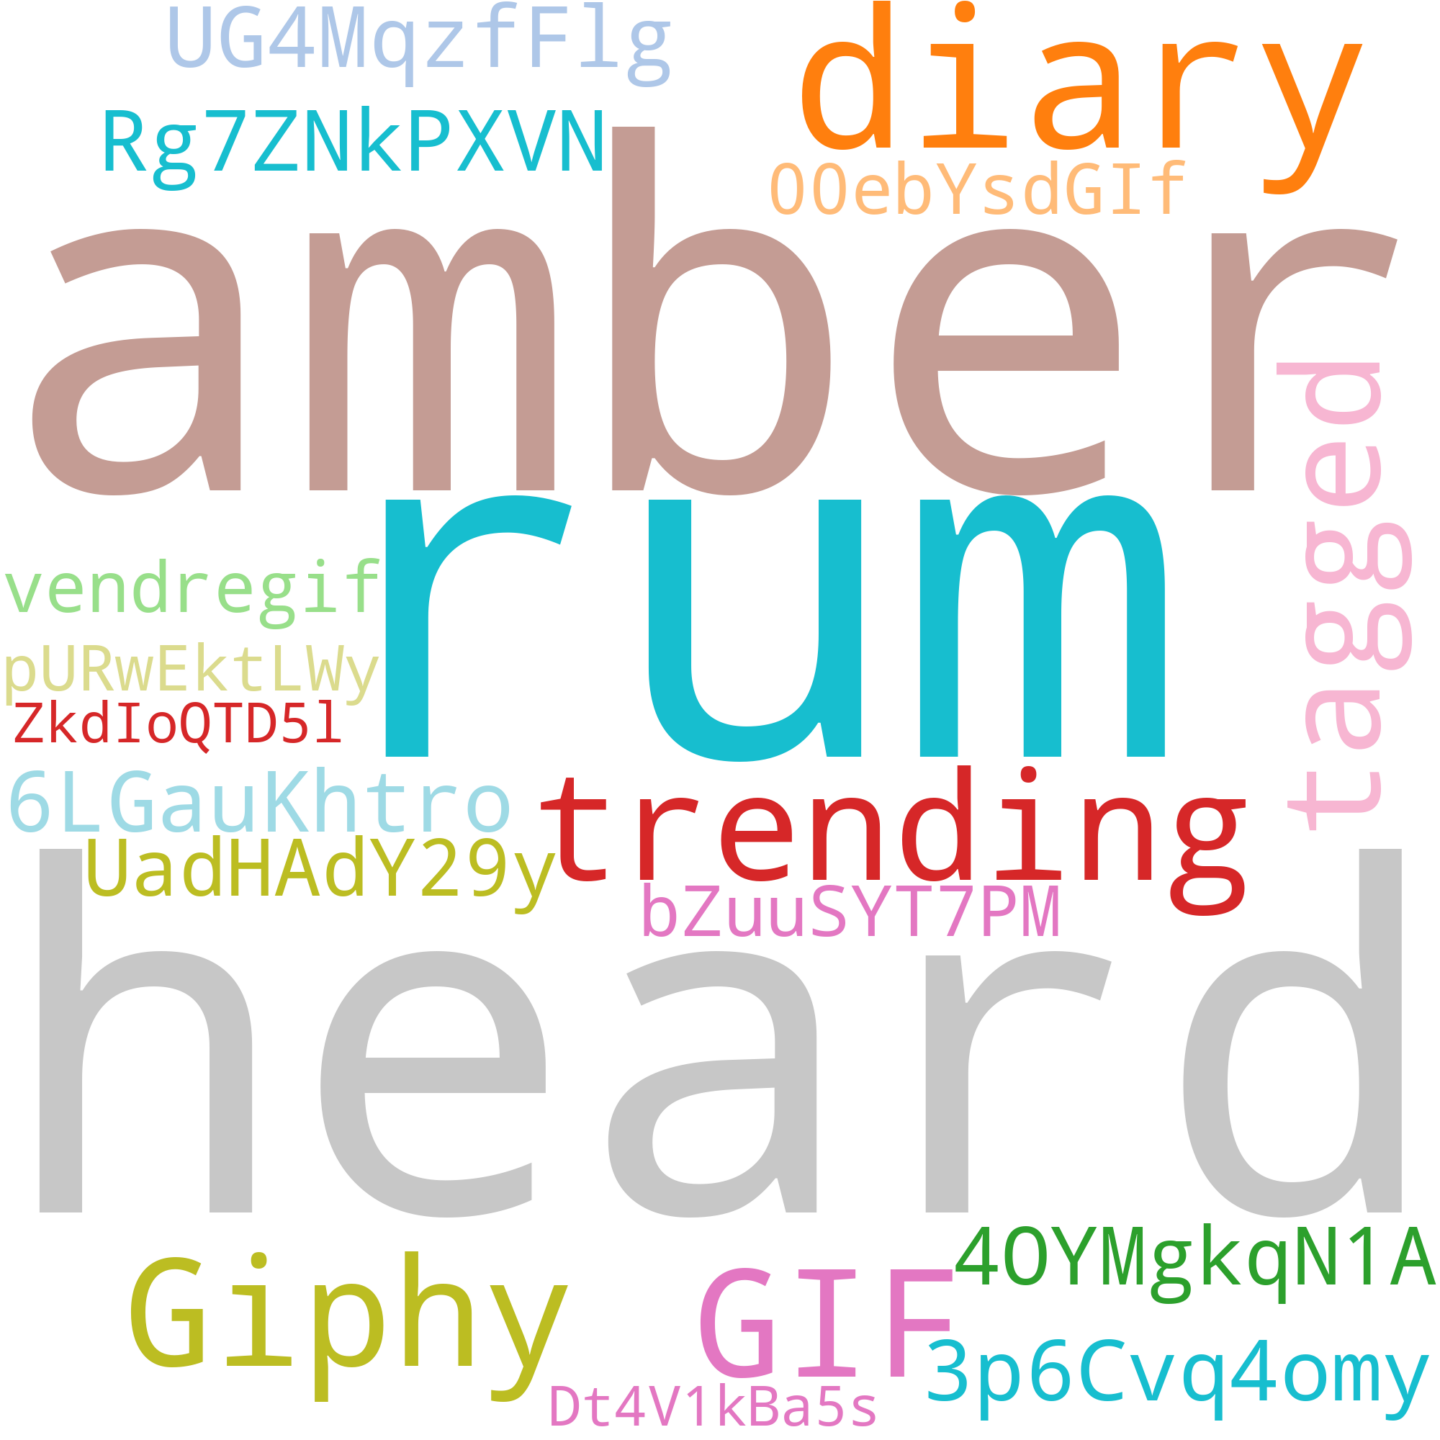 UG4MqzfFlg
diary
Rg7ZNkPXVN
00ebYsdGIf
amber
tagged
rum
vendregif
pURwEktLWy
ZkdIoQTD5l
6LGauKhtro
trending
UadHAdY29y
bZuuSYT7PM
heard
4OYMgkqN1A
Giphy
GIF
3p6Cvq4omy
Dt4V1kBa5s